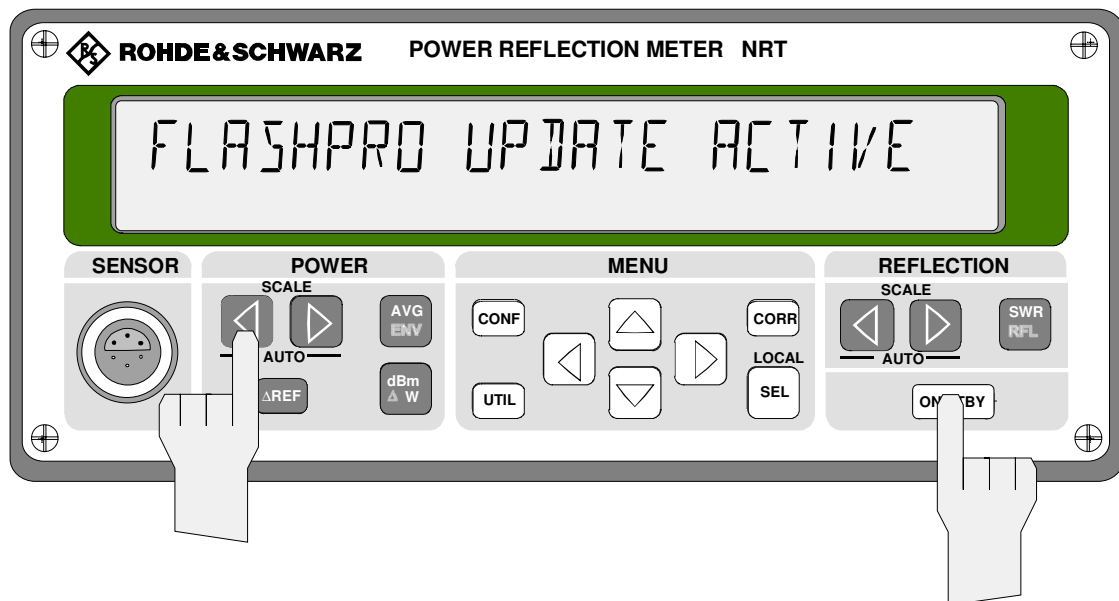 ROHDE & SCHWARZ
POWER REFLECTION METER NRT
FLASHPRO UPDATE ACTIVE
SENSOR
POWER
SCALE
AUTO
AVG
ENV
ΔREF
dBm
Δ W
MENU
CONF
UTIL
CORR
LOCAL
SEL
REFLECTION
SCALE
AUTO
SWR
RFL